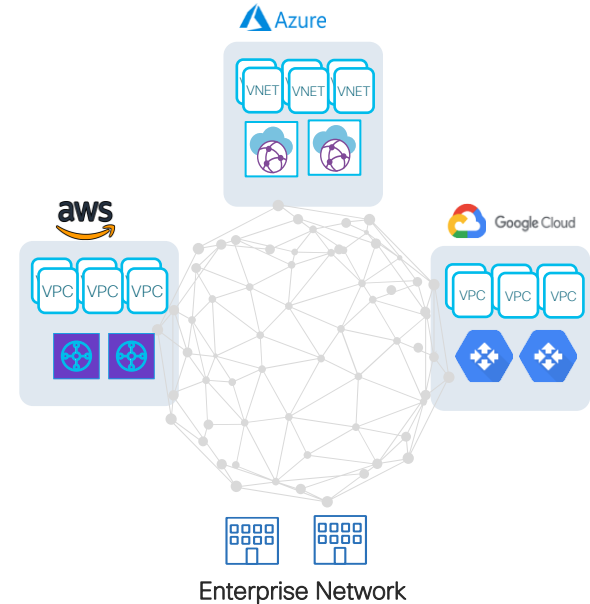 Azure
VNET VNET VNET
aws
Google Cloud
VPC VPC VPC
VPC VPC VPC
Enterprise Network